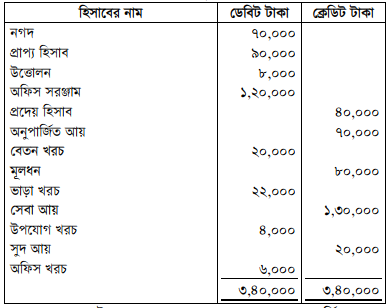 হিসাবের নাম ডেবিট টাকা ক্রেডিট টাকা
নগদ ৭০,০০০
প্রাপ্য হিসাব ৯০,০০০
উত্তোলন ৮,০০০
অফিস সরঞ্জাম ১,২০,০০০
প্রদেয় হিসাব ৪০,০০০
অনুপার্জিত আয় ৭০,০০০
বেতন খরচ ২০,০০০
মূলধন ৮০,০০০
ভাড়া খরচ ২২,০০০
সেবা আয় ১,৩০,০০০
উপযোগ খরচ ৪,০০০
সুদ আয় ২০,০০০
অফিস খরচ ৬,০০০
৩,৪০,০০০ ৩,৪০,০০০